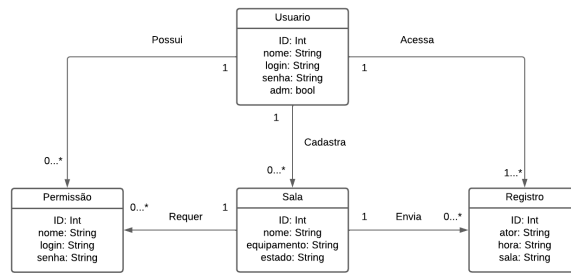 Usuario
ID: Int
nome: String
login: String
senha: String
adm: bool
Possui
Acessa
1
1
1
Cadastra
0...*
0...*
1...*
Permissão
ID: Int
nome: String
login: String
senha: String
0...*
Requer
1
Sala
ID: Int
nome: String
equipamento: String
estado: String
1
Envia
0...*
Registro
ID: Int
ator: String
hora: String
sala: String